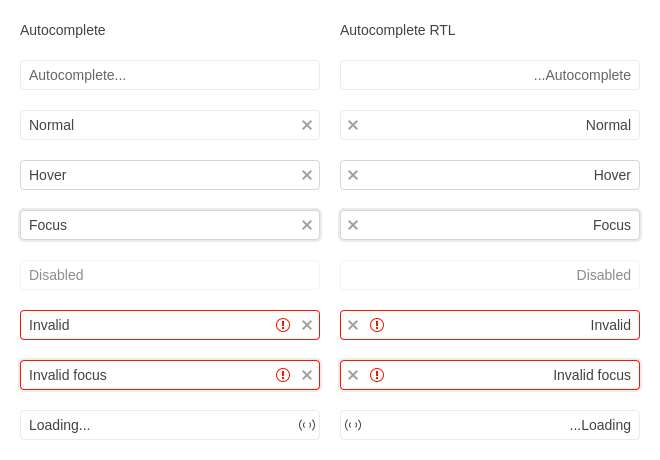 Autocomplete
Autocomplete RTL
Autocomplete...
...Autocomplete
Normal
Normal
Hover
Hover
Focus
Focus
Disabled
Disabled
Invalid
Invalid
Invalid focus
Invalid focus
Loading...
...Loading